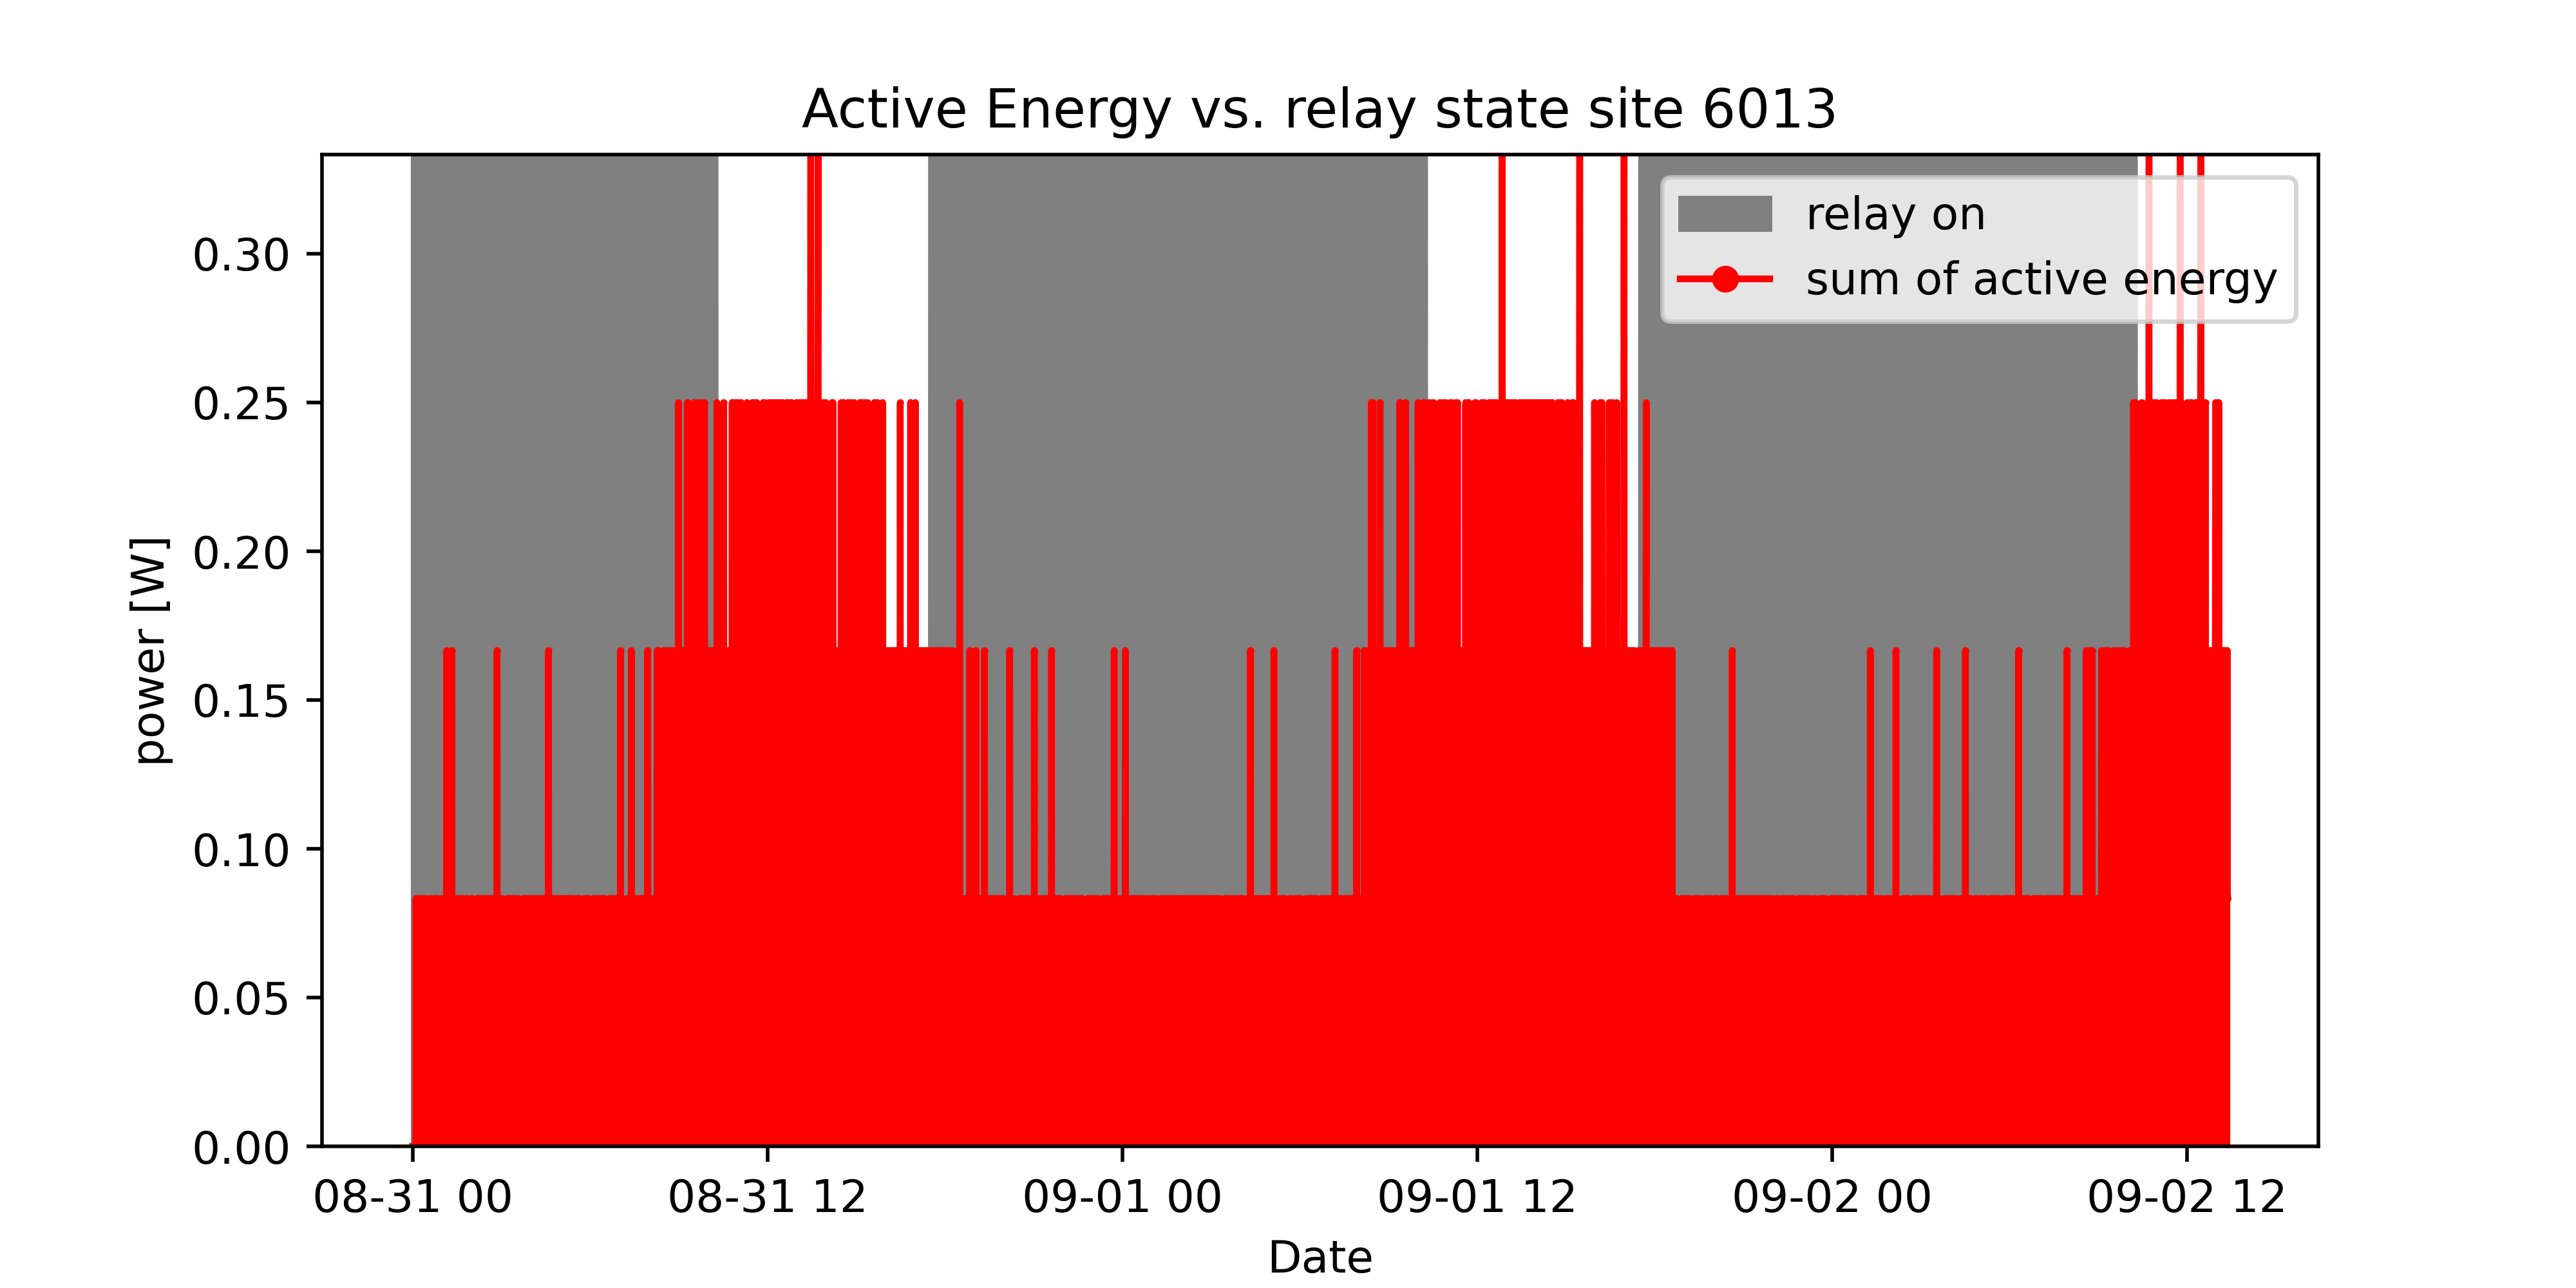 Active Energy vs. relay state site 6013
relay on
sum of active energy
power [W]
0.30
0.25
0.20
0.15
0.10
0.05
0.00
08-31 00
08-31 12
09-01 00
09-01 12
09-02 00
09-02 12
Date